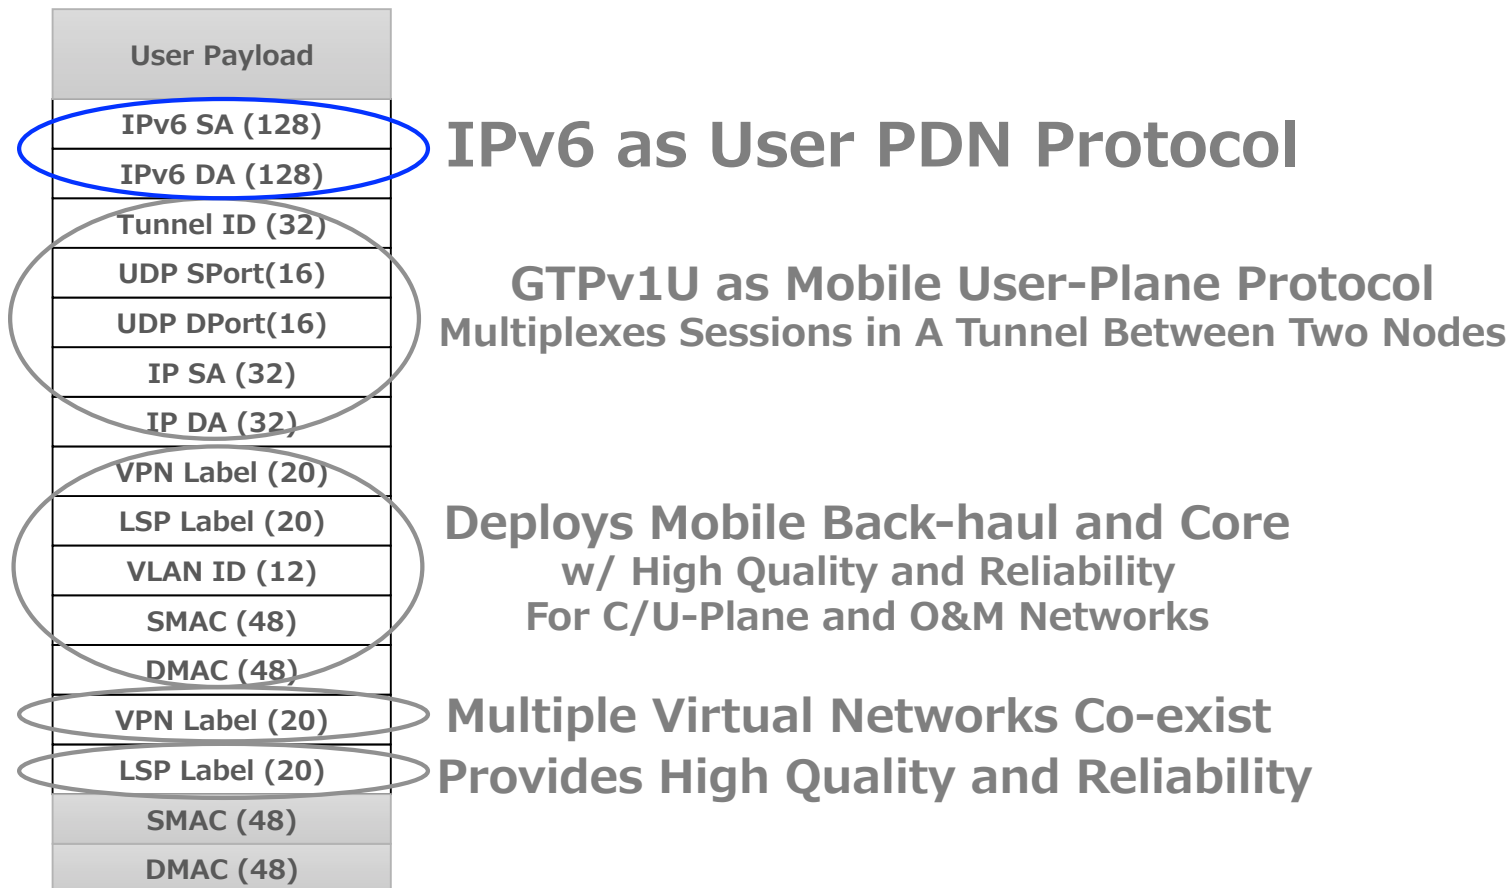 User Payload
IPv6 SA (128)
IPv6 DA (128)
IPv6 as User PDN Protocol
Tunnel ID (32)
UDP SPort(16)
UDP DPort(16)
IP SA (32)
IP DA (32)
GTPv1U as Mobile User-Plane Protocol
Multiplexes Sessions in A Tunnel Between Two Nodes
VPN Label (20)
LSP Label (20)
VLAN ID (12)
SMAC (48)
DMAC (48)
Deploys Mobile Back-haul and Core
w/ High Quality and Reliability
For C/U-Plane and O&M Networks
VPN Label (20)
Multiple Virtual Networks Co-exist
LSP Label (20)
Provides High Quality and Reliability
SMAC (48)
DMAC (48)